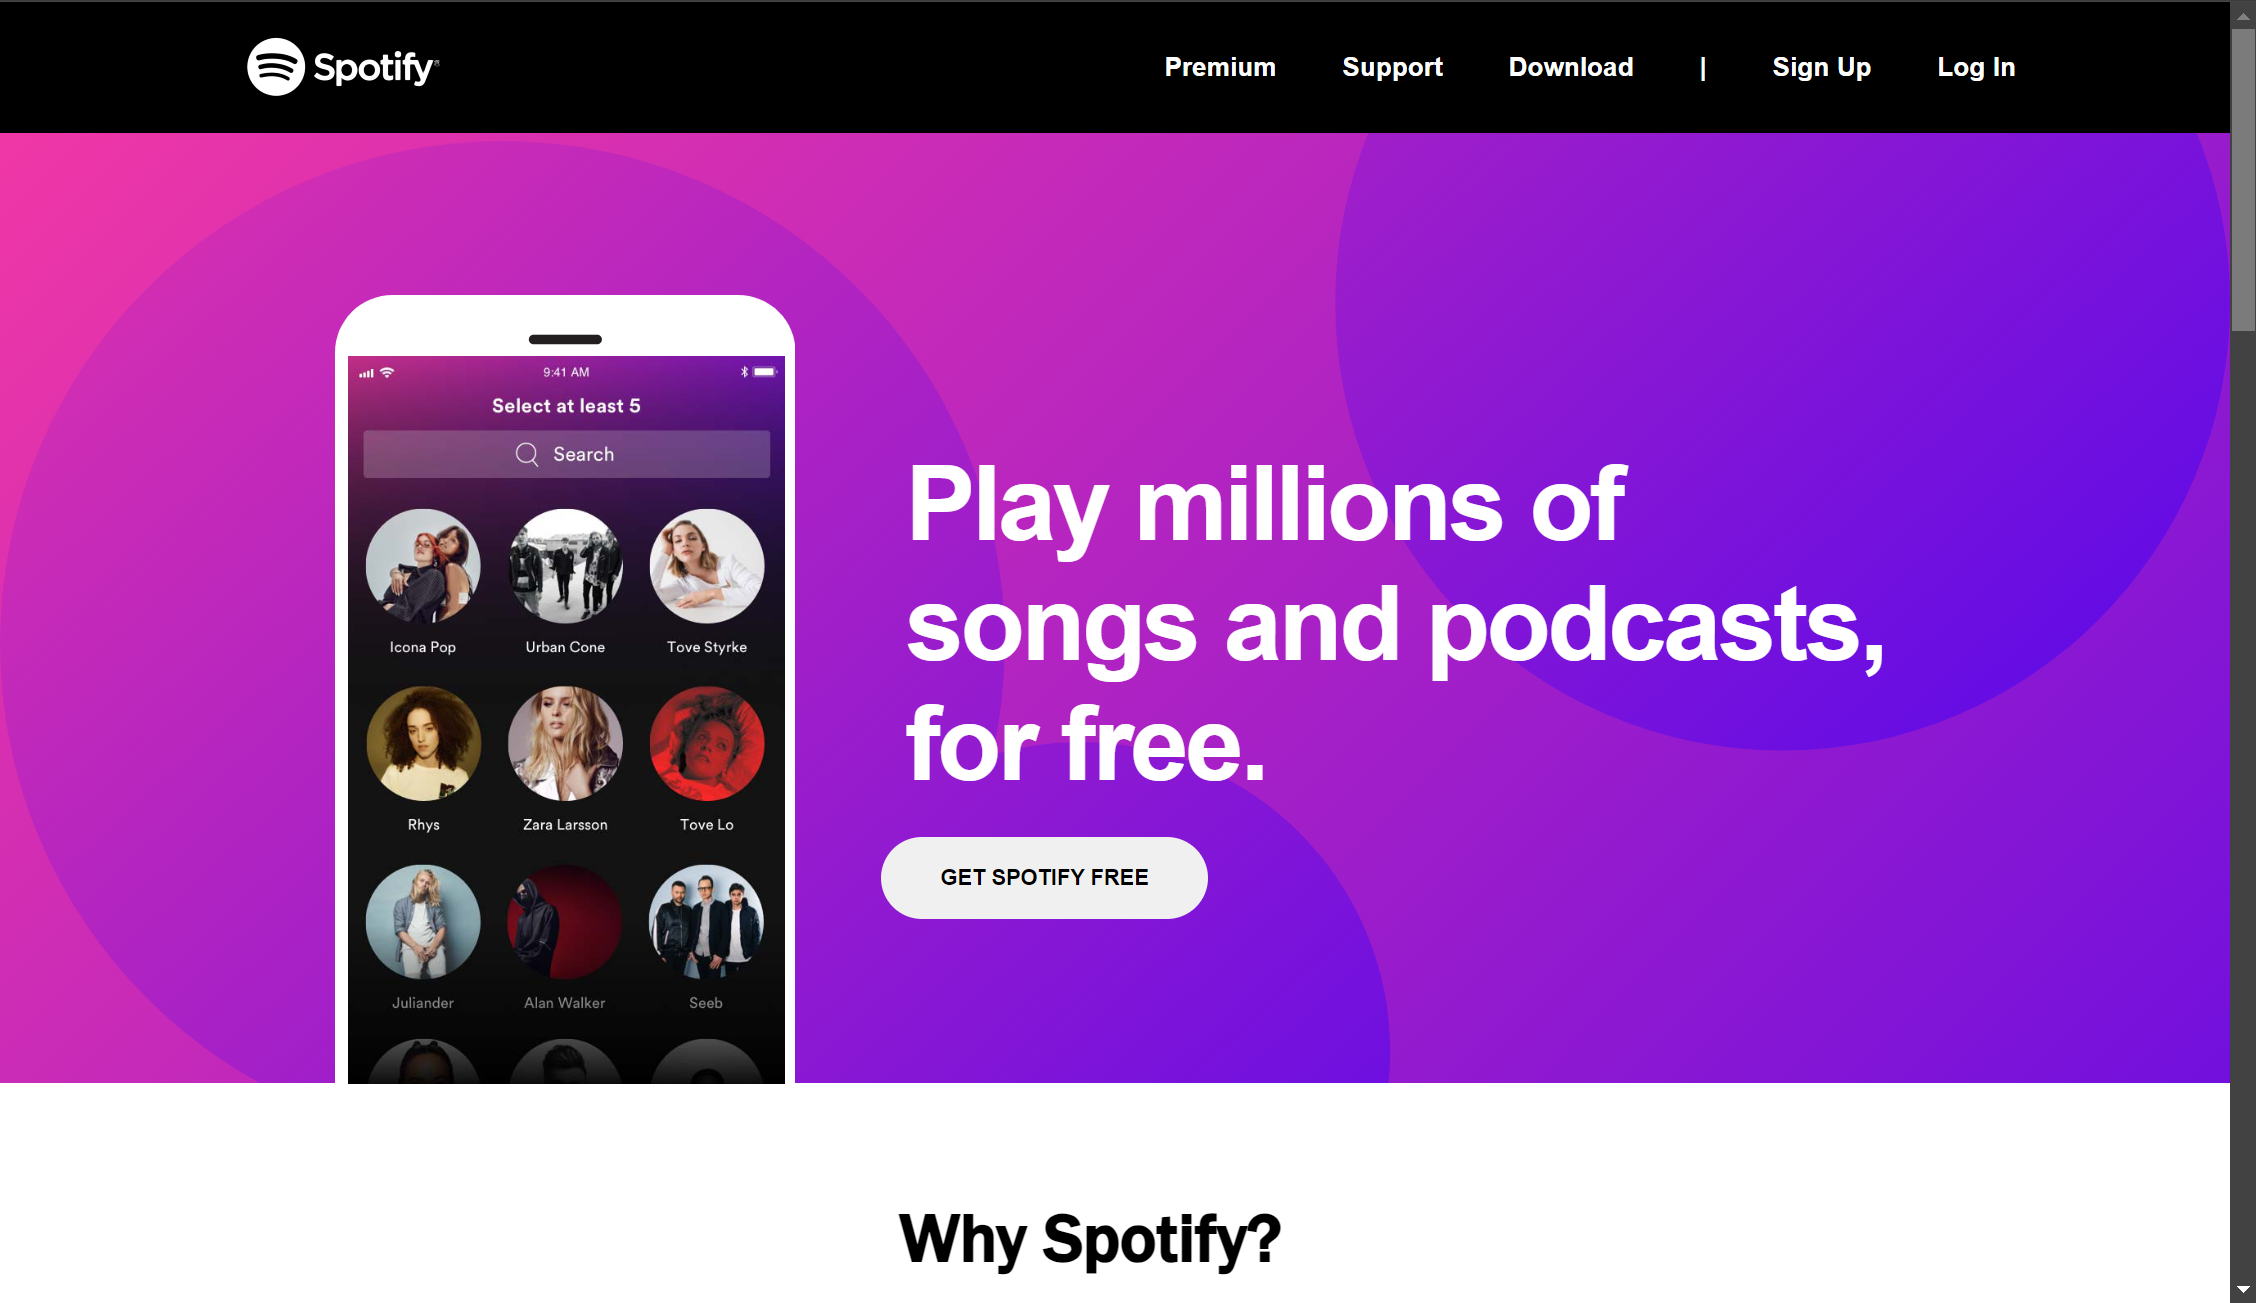 Spotify®
Premium Support Download | Sign Up Log In
9:41 AM
Select at least 5
Search
Icona Pop Urban Cone Tove Styrke
Rhys Zara Larsson Tove Lo
Juliander Alan Walker Seeb
Play millions of
songs and podcasts,
for free.
GET SPOTIFY FREE
Why Spotify?